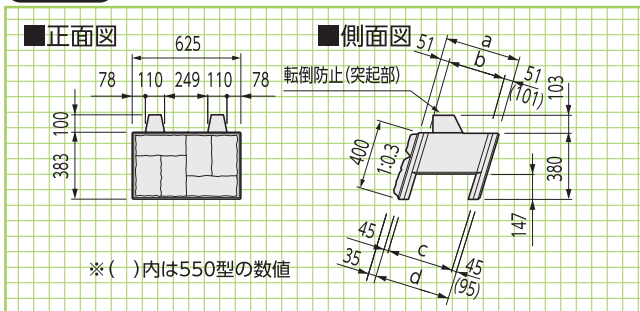 ■正面図
625
78 110 249 110 78
100
383
※(　)内は550型の数値
■側面図
51
a
b
51
(101)
103
転倒防止(突起部)
400
1:0.3
380
147
45
35
c
d
45
(95)